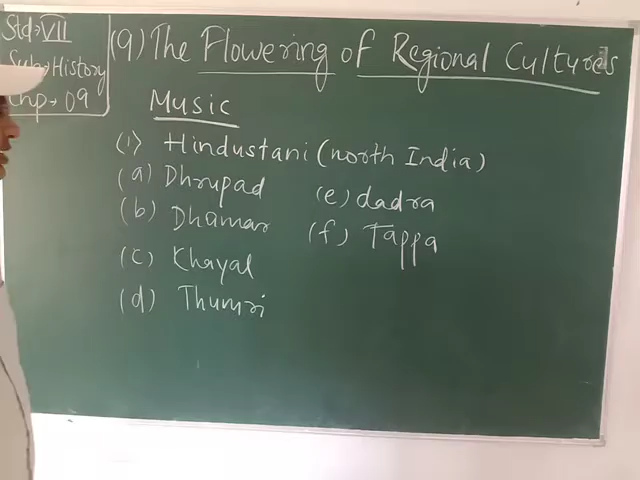 Std→VII
Sub→History
Chp→09
(9) The Flowering of Regional Cultures
Music
(1) Hindustani (north India)
(a) Dhrupad
(b) Dhamar
(c) Khayal
(d) Thumri
(e) dadra
(f) Tappa